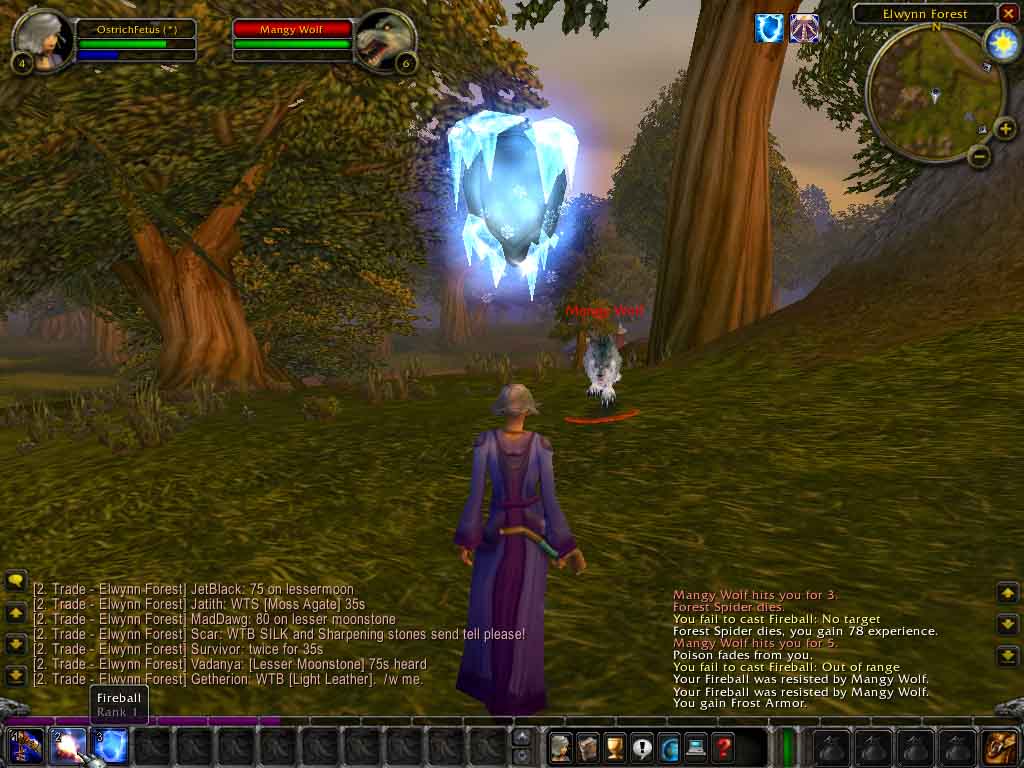 OstrichFetus (*)
Mangy Wolf
Elwynn Forest
N
4
6
Mangy Wolf
[2. Trade - Elwynn Forest] JetBlack: 75 on lessermoon
[2. Trade - Elwynn Forest] Jatith: WTS [Moss Agate] 35s
[2. Trade - Elwynn Forest] MadDawg: 80 on lesser moonstone
[2. Trade - Elwynn Forest] Scar: WTB SILK and Sharpening stones send tell please!
[2. Trade - Elwynn Forest] Survivor: twice for 35s
[2. Trade - Elwynn Forest] Vadanya: [Lesser Moonstone] 75s heard
[2. Trade - Elwynn Forest] Getherion: WTB [Light Leather]. /w me.
Mangy Wolf hits you for 3.
Forest Spider dies.
You fail to cast Fireball: No target
Forest Spider dies, you gain 78 experience.
Mangy Wolf hits you for 5.
Poison fades from you.
You fail to cast Fireball: Out of range
Your Fireball was resisted by Mangy Wolf.
Your Fireball was resisted by Mangy Wolf.
You gain Frost Armor.
Fireball
Rank 1
1
2
3